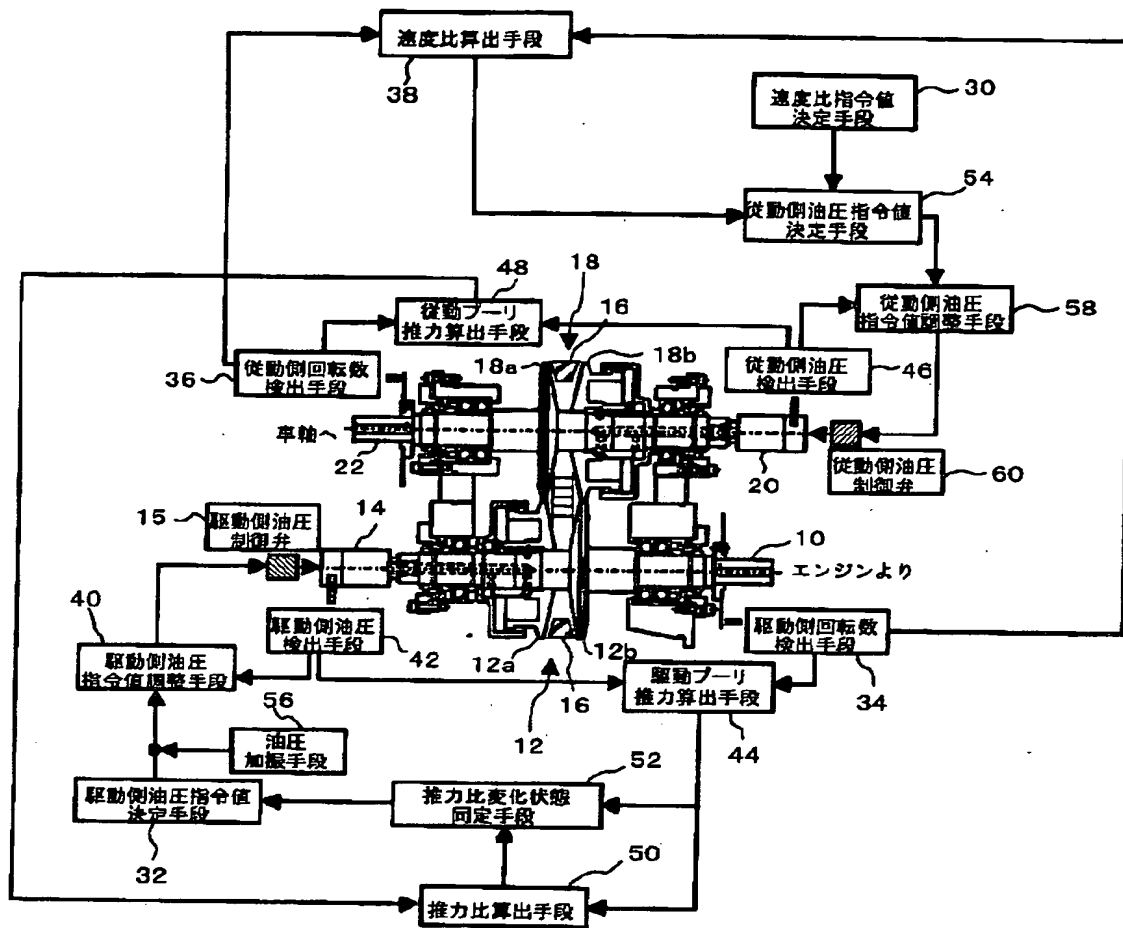 速度比算出手段
38
速度比指令値
決定手段
30
54
従動側油圧指令値
決定手段
48
18
従動プーリ
推力算出手段
16
従動側油圧
指令値調整手段
58
18a
18b
従動側回転数
検出手段
36
従動側油圧
検出手段
46
車軸へ
22
20
従動側油圧
制御弁
60
15
駆動側油圧
制御弁
14
10
エンジンより
40
駆動側油圧
検出手段
42
12a
12b
駆動側回転数
検出手段
駆動側油圧
指令値調整手段
駆動プーリ
推力算出手段
34
56
16
12
44
油圧
加振手段
52
駆動側油圧指令値
決定手段
推力比変化状態
同定手段
32
50
推力比算出手段